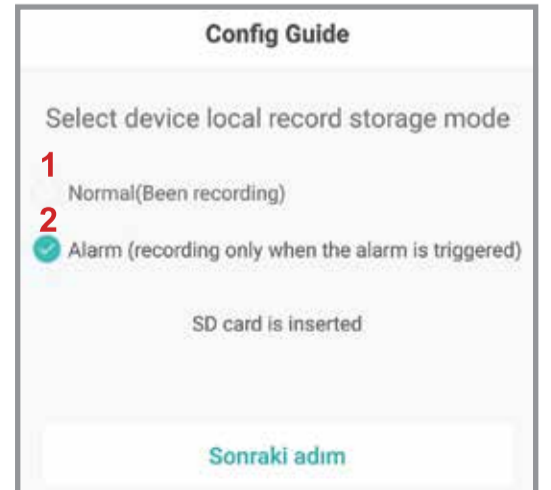 Config Guide
Select device local record storage mode
1
Normal(Been recording)
2
Alarm (recording only when the alarm is triggered)
SD card is inserted
Sonraki adım